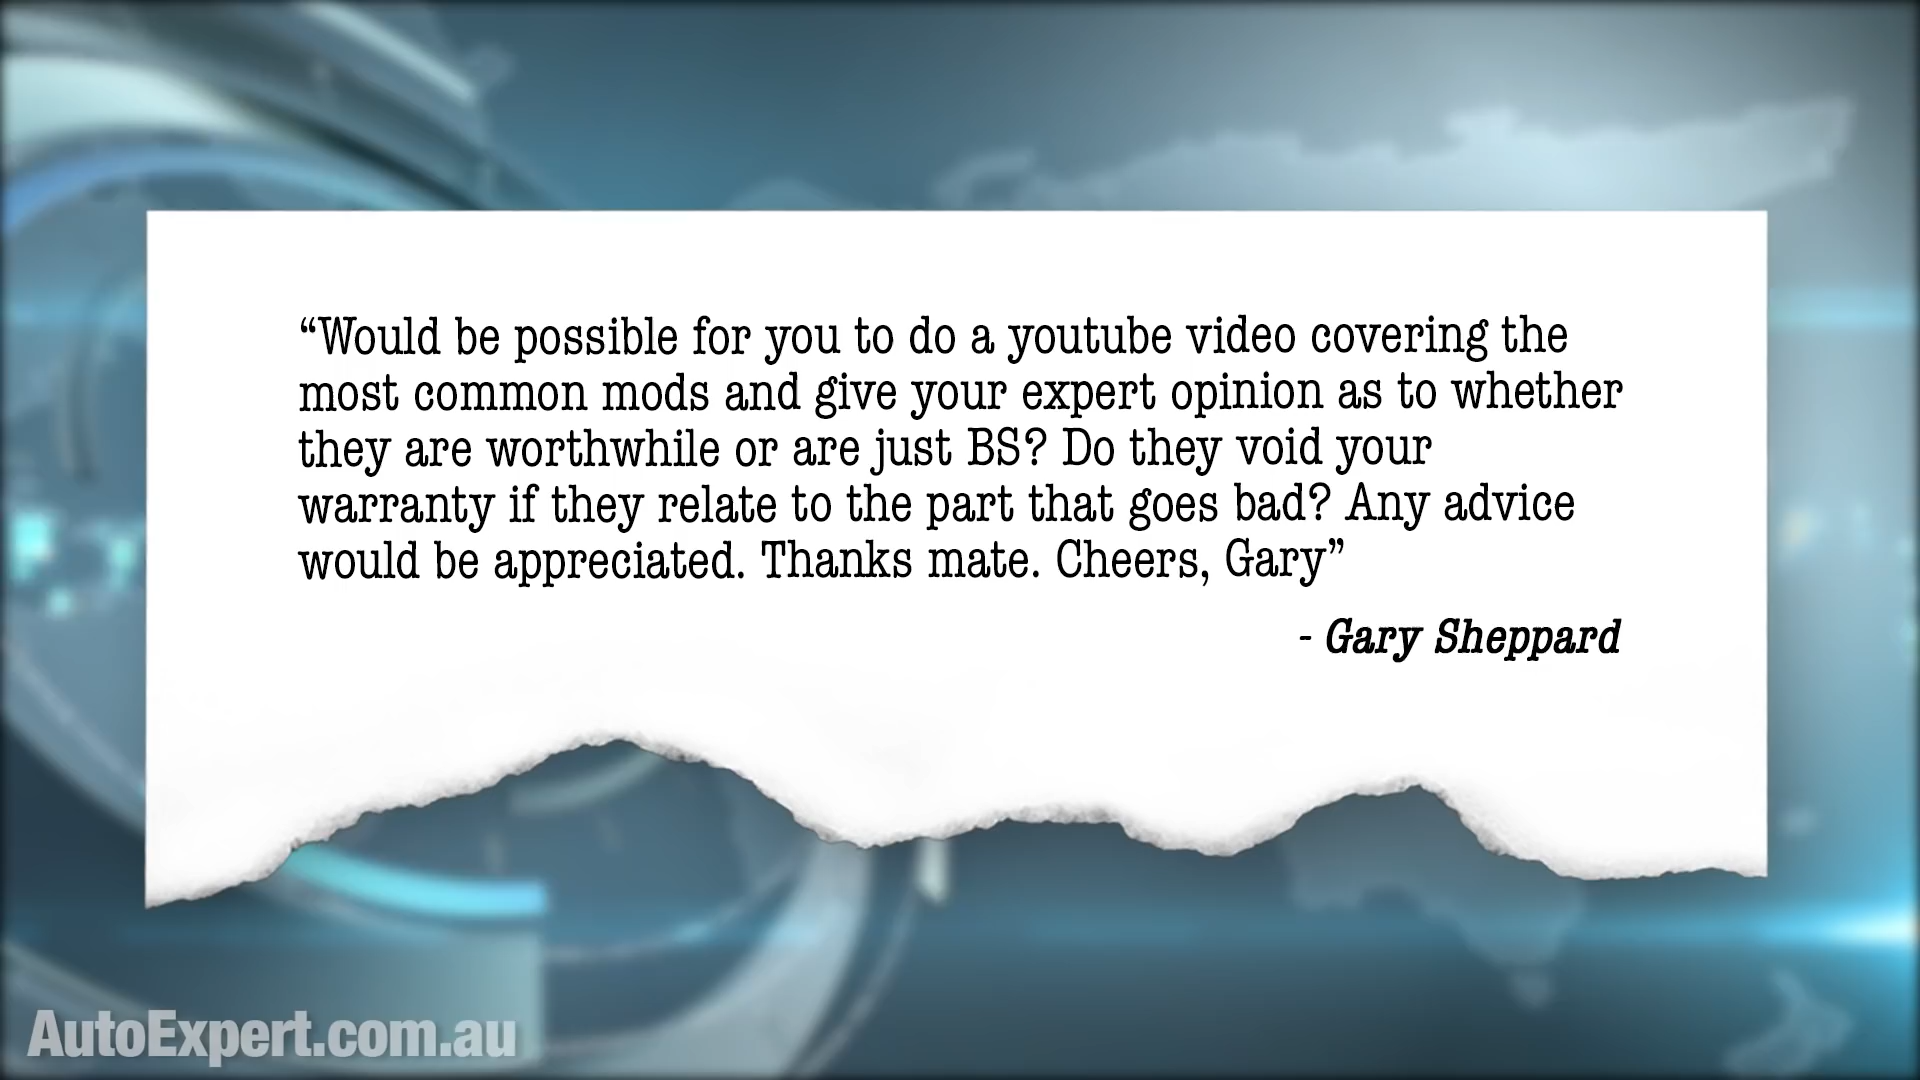 “Would be possible for you to do a youtube video covering the
most common mods and give your expert opinion as to whether
they are worthwhile or are just BS? Do they void your
warranty if they relate to the part that goes bad? Any advice
would be appreciated. Thanks mate. Cheers, Gary”
- Gary Sheppard
AutoExpert.com.au